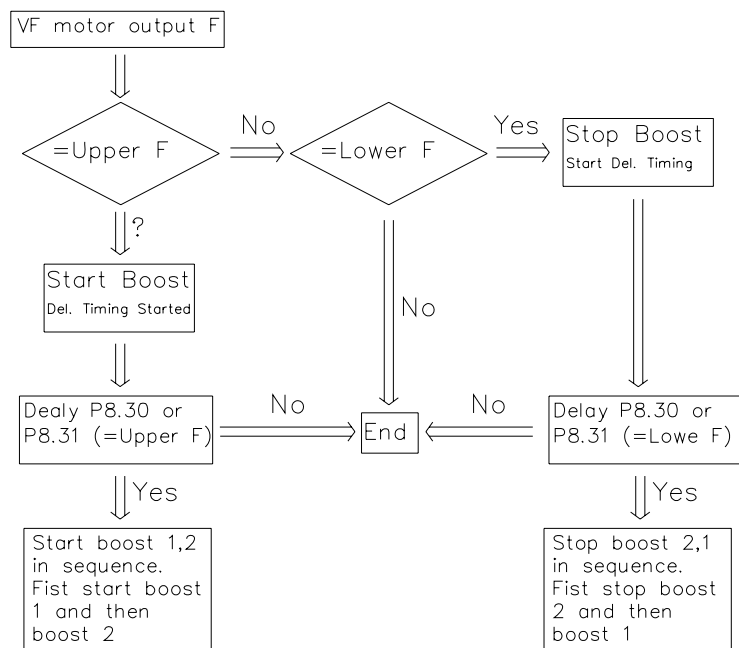 VF motor output F
=Upper F
No
=Lower F
Yes
Stop Boost
Start Del. Timing
?
Start Boost
Del. Timing Started
No
Dealy P8.30 or
P8.31 (=Upper F)
No
End
No
Delay P8.30 or
P8.31 (=Lowe F)
Yes
Yes
Start boost 1,2
in sequence.
Fist start boost
1 and then
boost 2
Stop boost 2,1
in sequence.
Fist stop boost
2 and then
boost 1